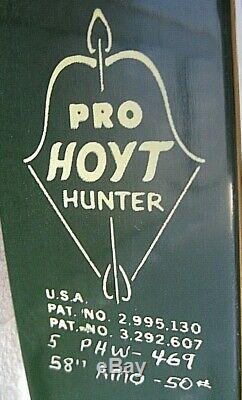 PRO
HOYT
HUNTER
U.S.A.
PAT. NO. 2,995,130
PAT. NO. 3,292,607
5 PHW-469
58" AMO-50#